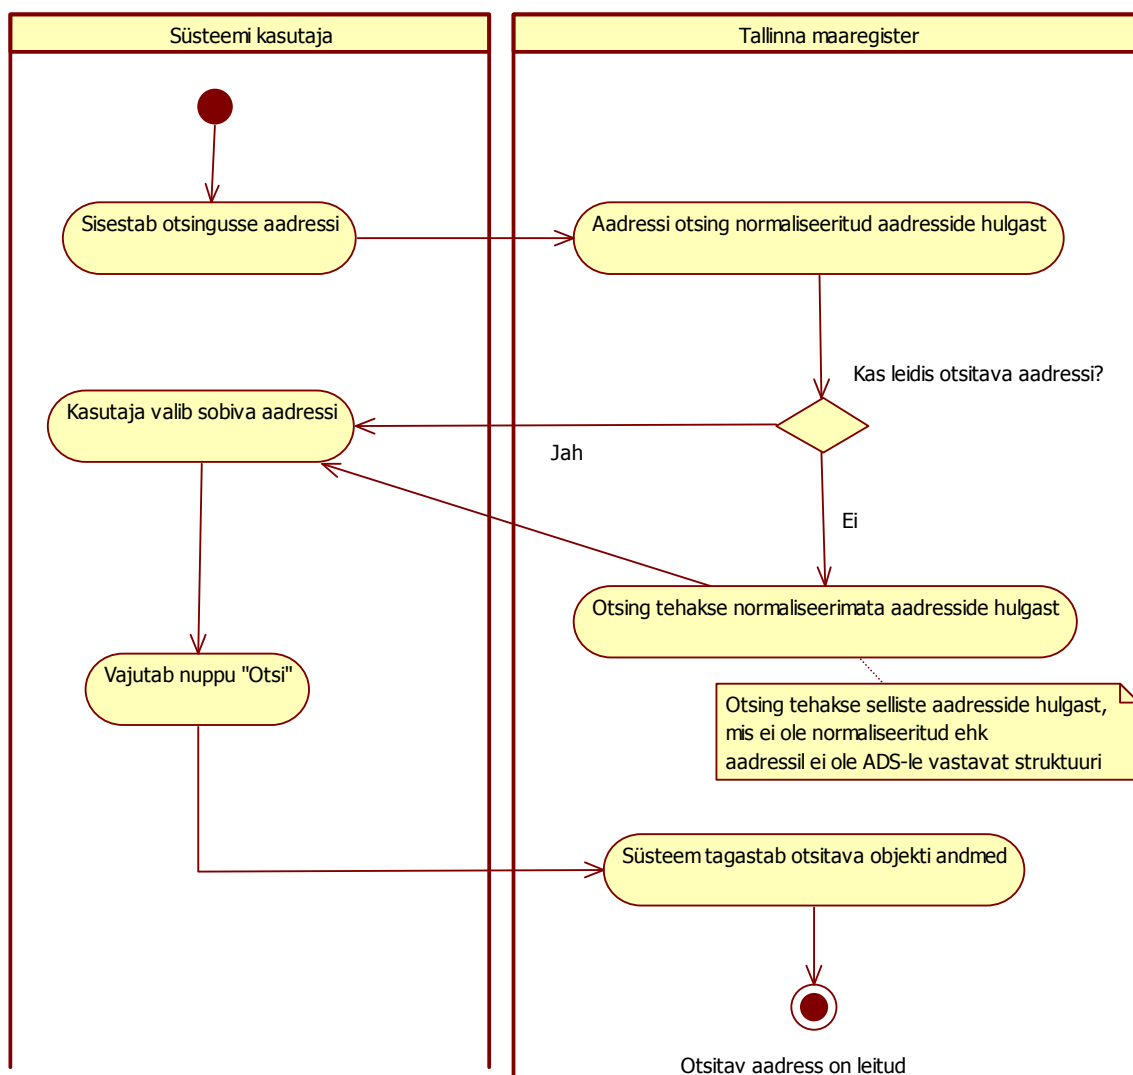 Süsteemi kasutaja
Tallinna maaregister
Sisestab otsingusse aadressi
Aadressi otsing normaliseeritud aadresside hulgast
Kas leidis otsitava aadressi?
Kasutaja valib sobiva aadressi
Jah
Ei
Otsing tehakse normaliseerimata aadresside hulgast
Vajutab nuppu "Otsi"
Otsing tehakse selliste aadresside hulgast,
mis ei ole normaliseeritud ehk
aadressil ei ole ADS-le vastavat struktuuri
Süsteem tagastab otsitava objekti andmed
Otsitav aadress on leitud